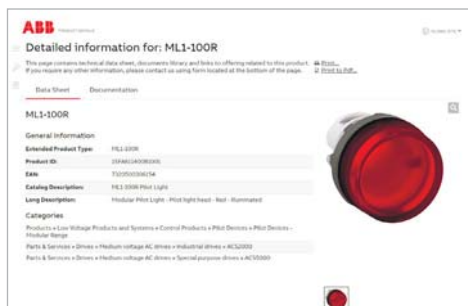 ABB
Detailed information for: ML1-100R
This page contains technical data sheet, documents library and links to offering related to this product.
If you require any other information, please contact us using form located at the bottom of the page.
Print...
Print to Pdf...
Data Sheet
Documentation
ML1-100R
General Information
Extended Product Type: ML1-100R
Product ID:
EAN:
Catalog Description: ML1-100R Pilot Light
Long Description: Modular Pilot Light - Pilot light head - Red - Illuminated
Categories
Products » Low Voltage Products and Systems » Control Products » Pilot Devices » Pilot Devices -
Modular Range
Parts & Services » Drives » Medium voltage AC drives » Industrial drives » ACS2000
Parts & Services » Drives » Medium voltage AC drives » Special purpose drives » ACS5000